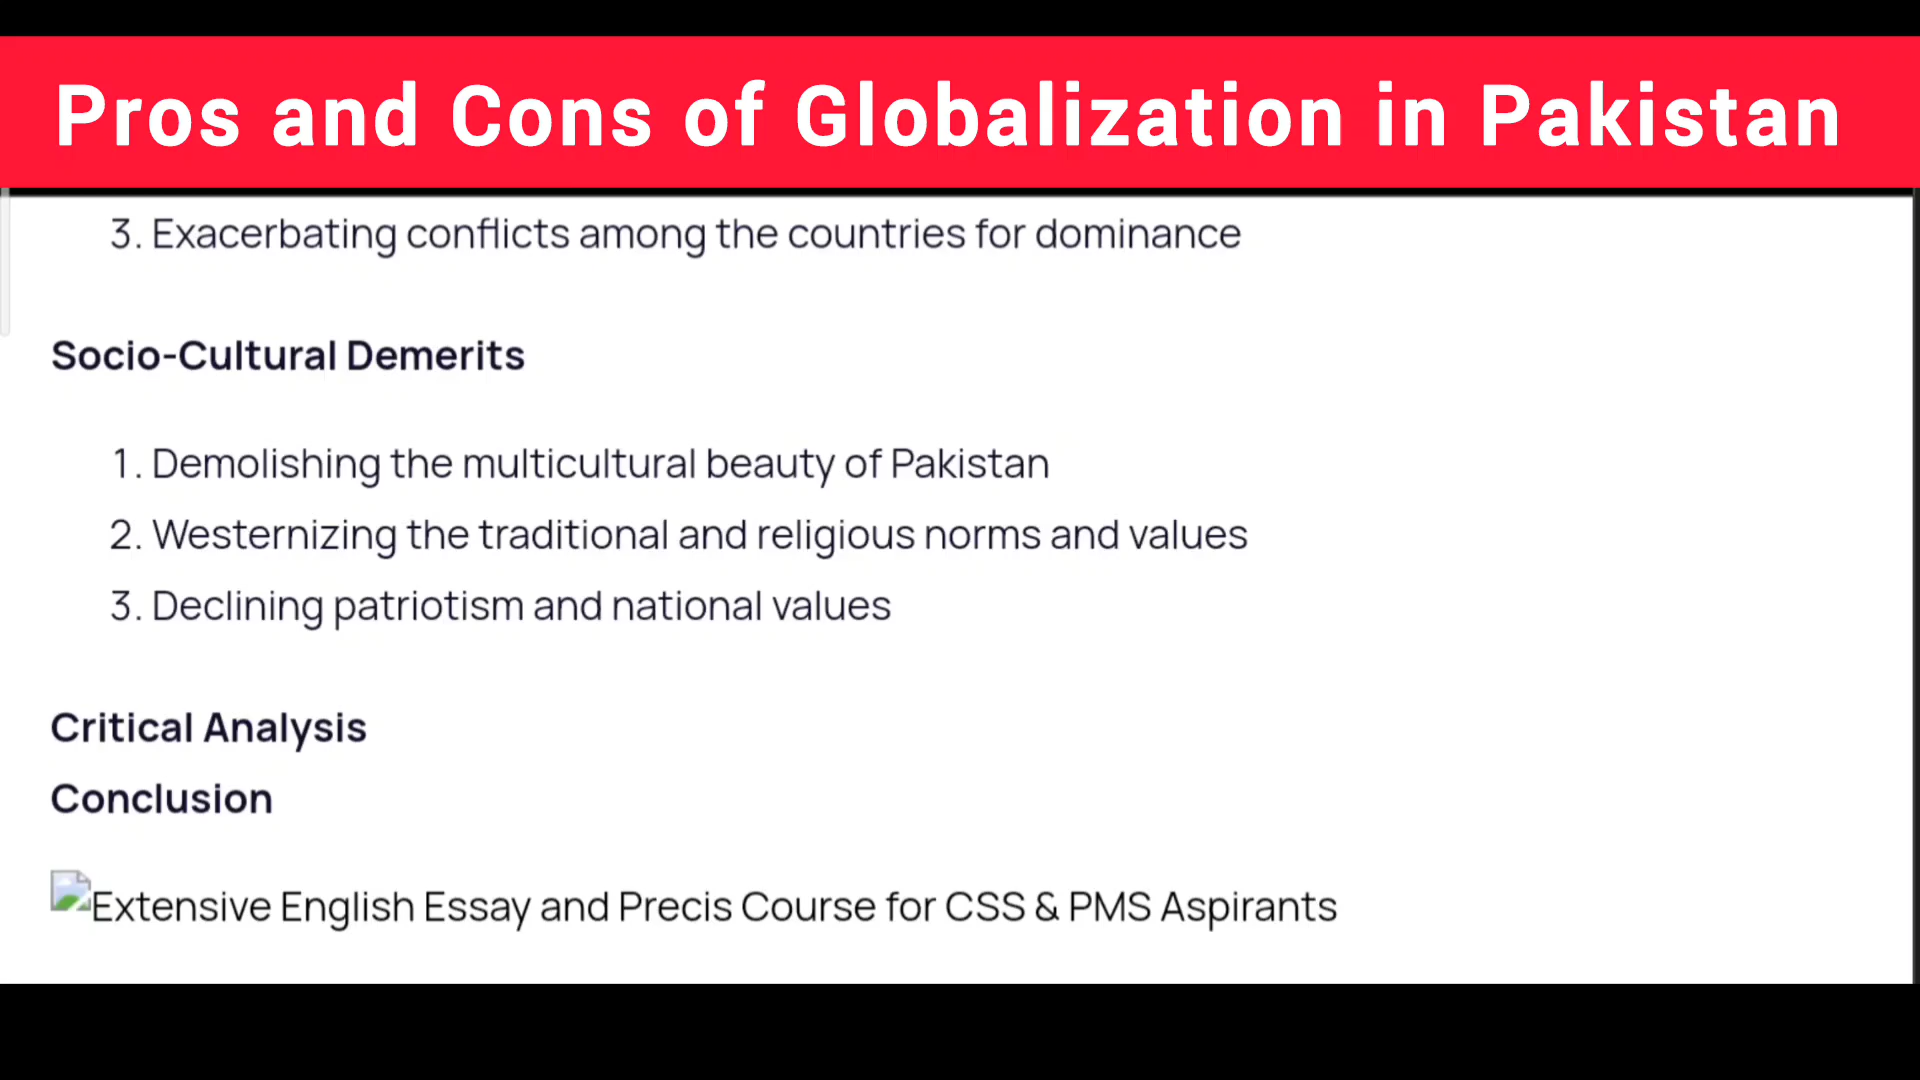 Pros and Cons of Globalization in Pakistan
3. Exacerbating conflicts among the countries for dominance
Socio-Cultural Demerits
1. Demolishing the multicultural beauty of Pakistan
2. Westernizing the traditional and religious norms and values
3. Declining patriotism and national values
Critical Analysis
Conclusion
Extensive English Essay and Precis Course for CSS & PMS Aspirants